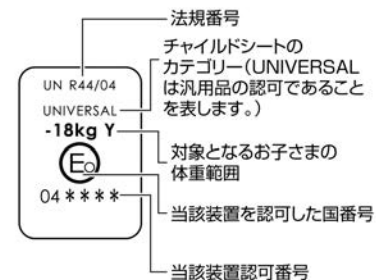 法規番号
チャイルドシートの
カテゴリー(UNIVERSAL
は汎用品の認可であること
を表します。)
UN R44/04
UNIVERSAL
-18kg Y
対象となるお子さまの
体重範囲
E
04＊＊＊＊
当該装置を認可した国番号
当該装置認可番号